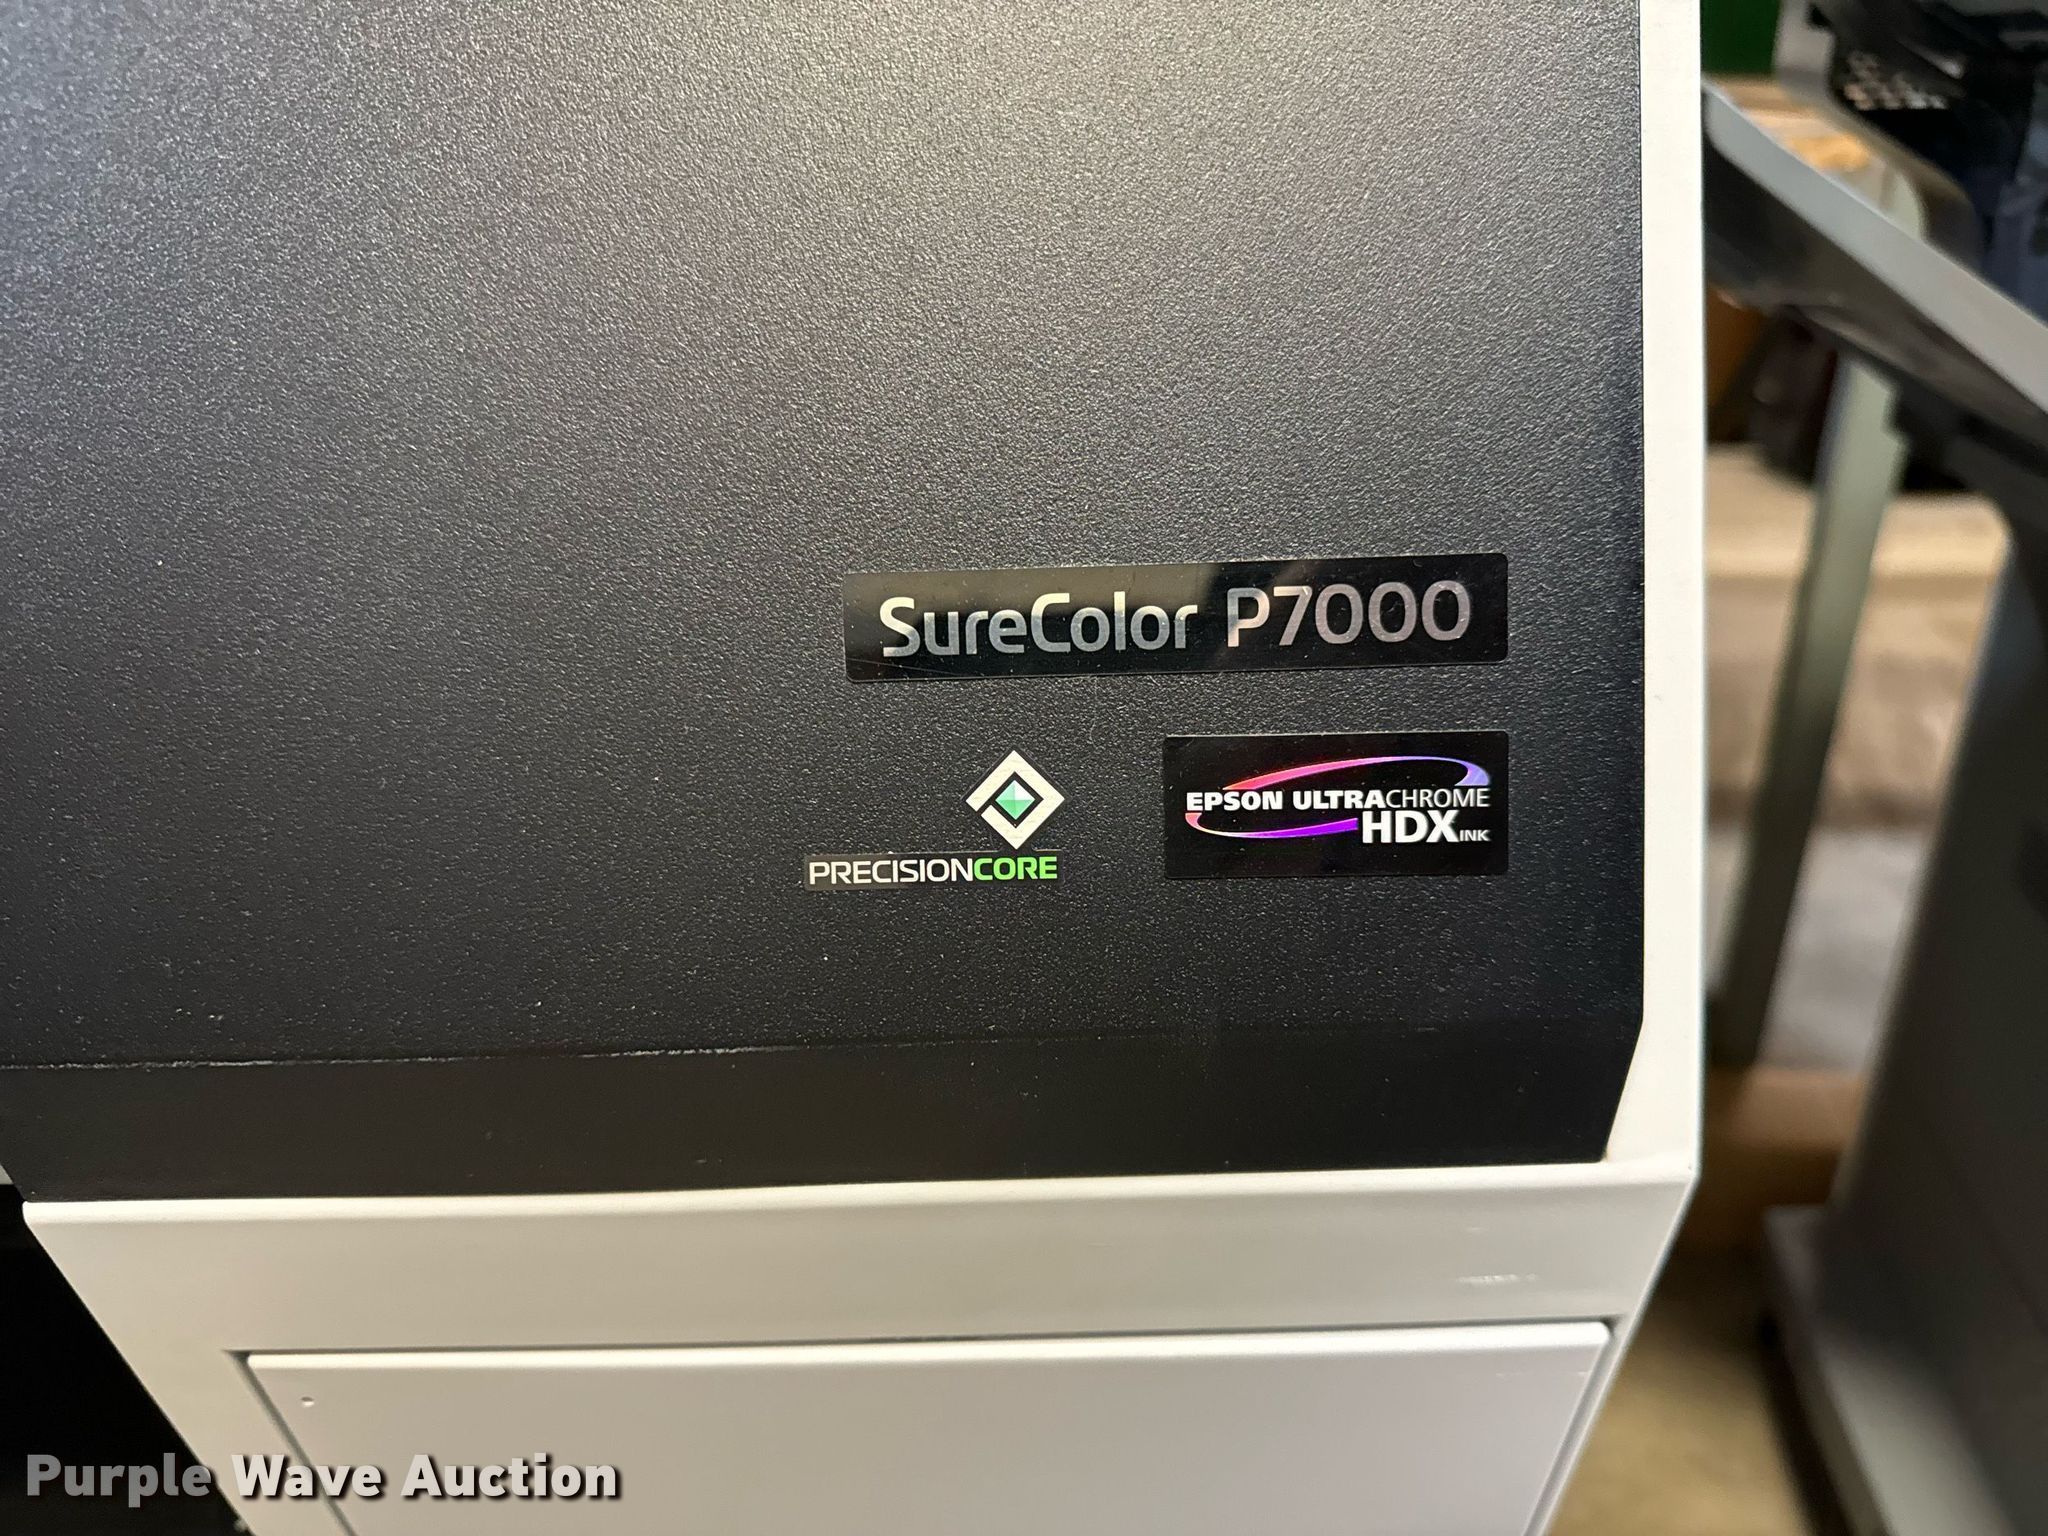 SureColor P7000
PRECISIONCORE
EPSON ULTRACHROME
HDX INK
Purple Wave Auction